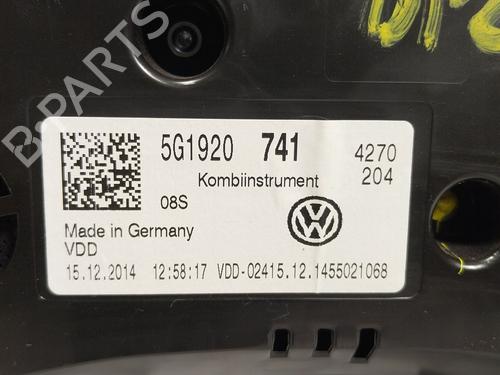 B-PARTS
5G1920 741 4270
Kombiinstrument 204
08S
Made in Germany
VDD
15.12.2014 12:58:17 VDD-02415.12.1455021068